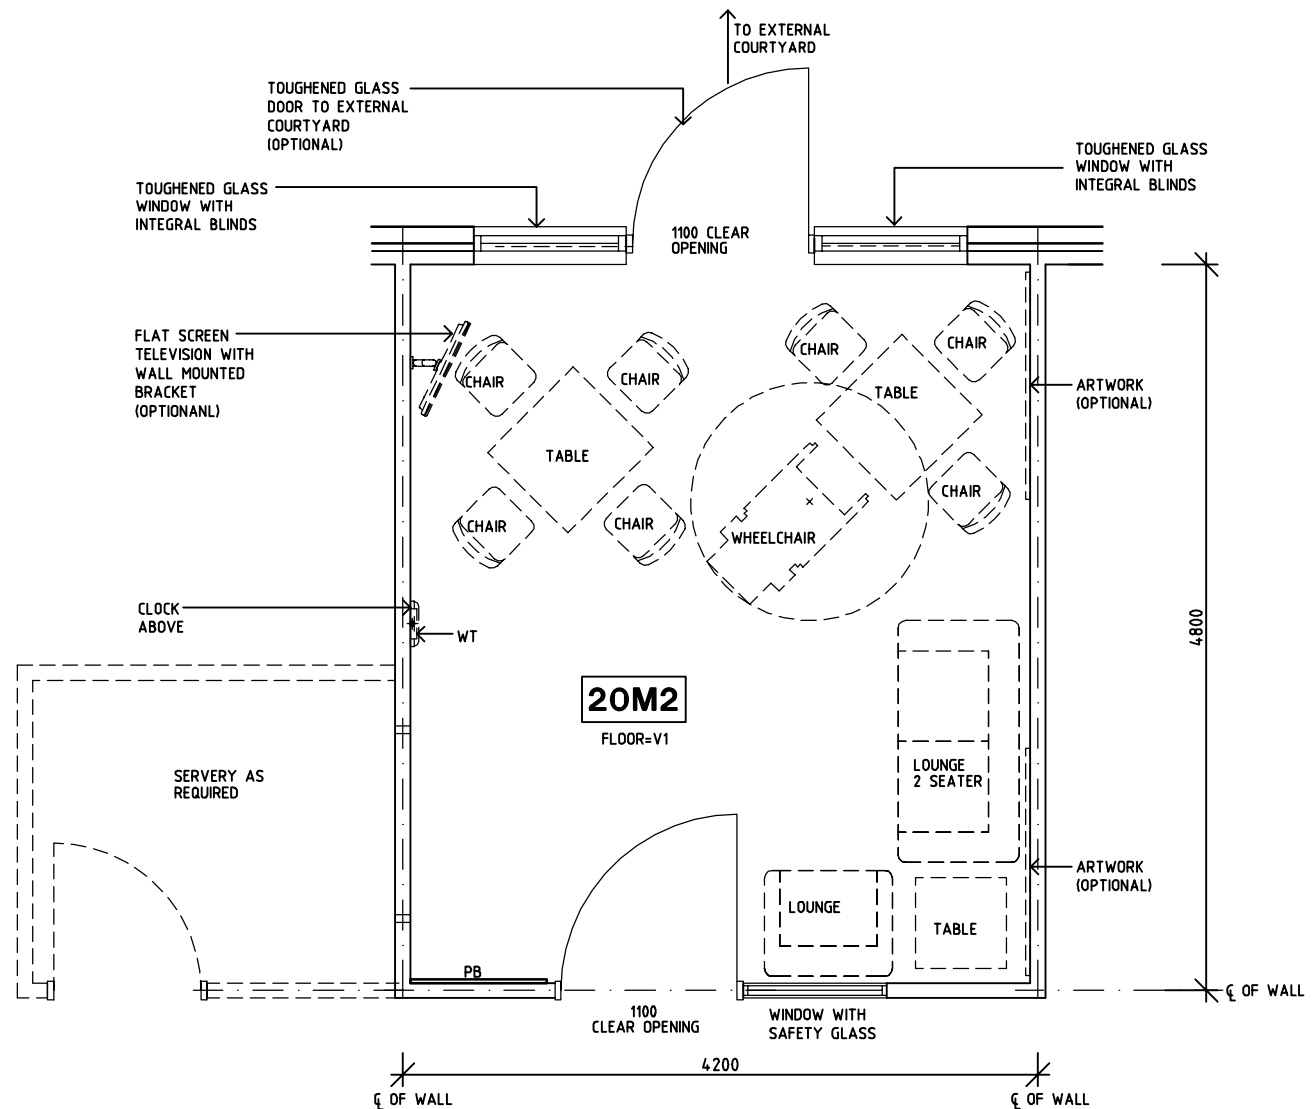 TO EXTERNAL
COURTYARD
TOUGHENED GLASS
DOOR TO EXTERNAL
COURTYARD
(OPTIONAL)
TOUGHENED GLASS
WINDOW WITH
INTEGRAL BLINDS
TOUGHENED GLASS
WINDOW WITH
INTEGRAL BLINDS
1100 CLEAR
OPENING
FLAT SCREEN
TELEVISION WITH
WALL MOUNTED
BRACKET
(OPTIONANL)
CHAIR
CHAIR
CHAIR
CHAIR
TABLE
ARTWORK
(OPTIONAL)
TABLE
CHAIR
CHAIR
CHAIR
WHEELCHAIR
CLOCK
ABOVE
WT
4800
20M2
FLOOR=V1
SERVERY AS
REQUIRED
LOUNGE
2 SEATER
ARTWORK
(OPTIONAL)
LOUNGE
TABLE
PB
℄ OF WALL
1100
CLEAR OPENING
WINDOW WITH
SAFETY GLASS
4200
℄ OF WALL
℄ OF WALL